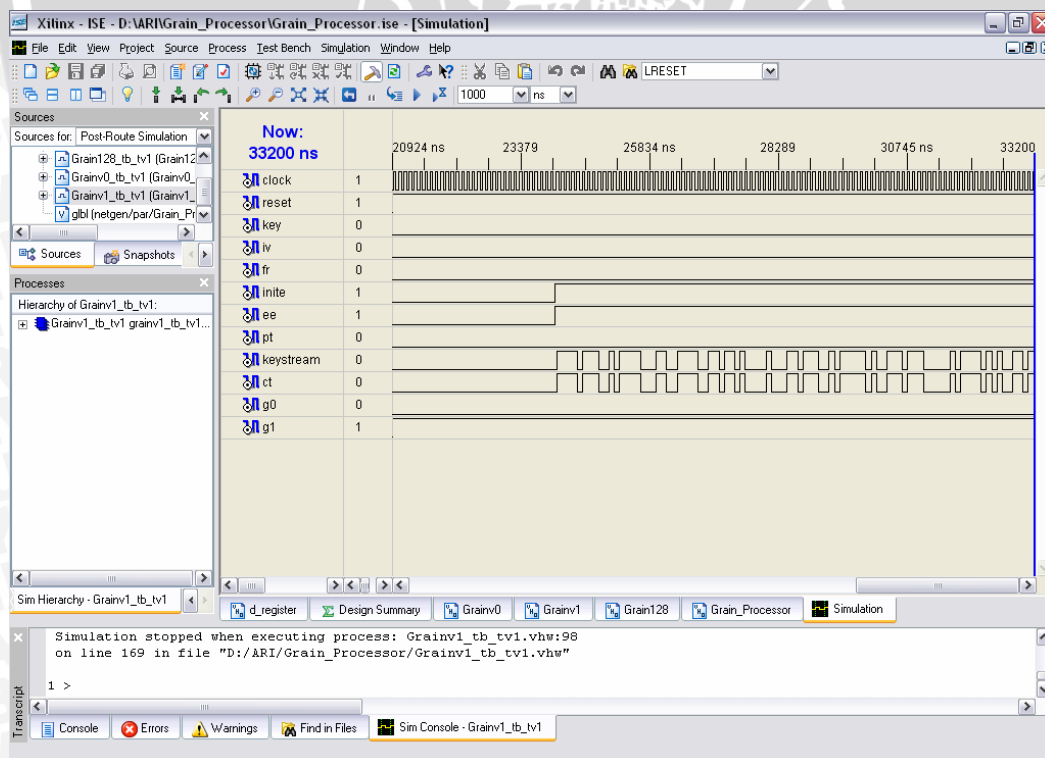 Xilinx - ISE - D:\ARI\Grain_Processor\Grain_Processor.ise - [Simulation]
File Edit View Project Source Process Test Bench Simulation Window Help
LRESET
1000 ns
Sources
Sources for: Post-Route Simulation
Grain128_tb_tv1 (Grain12
Grainv0_tb_tv1 (Grainv0_
Grainv1_tb_tv1 (Grainv1_
glbl (netgen/par/Grain_Pr
Sources Snapshots
Processes
Hierarchy of Grainv1_tb_tv1:
Grainv1_tb_tv1 grainv1_tb_tv1...
Sim Hierarchy - Grainv1_tb_tv1
Now:
33200 ns
20924 ns 23379 25834 ns 28289 30745 ns 33200
clock 1
reset 1
key 0
iv 0
fr 0
inite 1
ee 1
pt 0
keystream 0
ct 0
g0 0
g1 1
d_register Design Summary Grainv0 Grainv1 Grain128 Grain_Processor Simulation
Simulation stopped when executing process: Grainv1_tb_tv1.vhw:98
on line 169 in file "D:/ARI/Grain_Processor/Grainv1_tb_tv1.vhw"
1 >
Transcript
Console Errors Warnings Find in Files Sim Console - Grainv1_tb_tv1